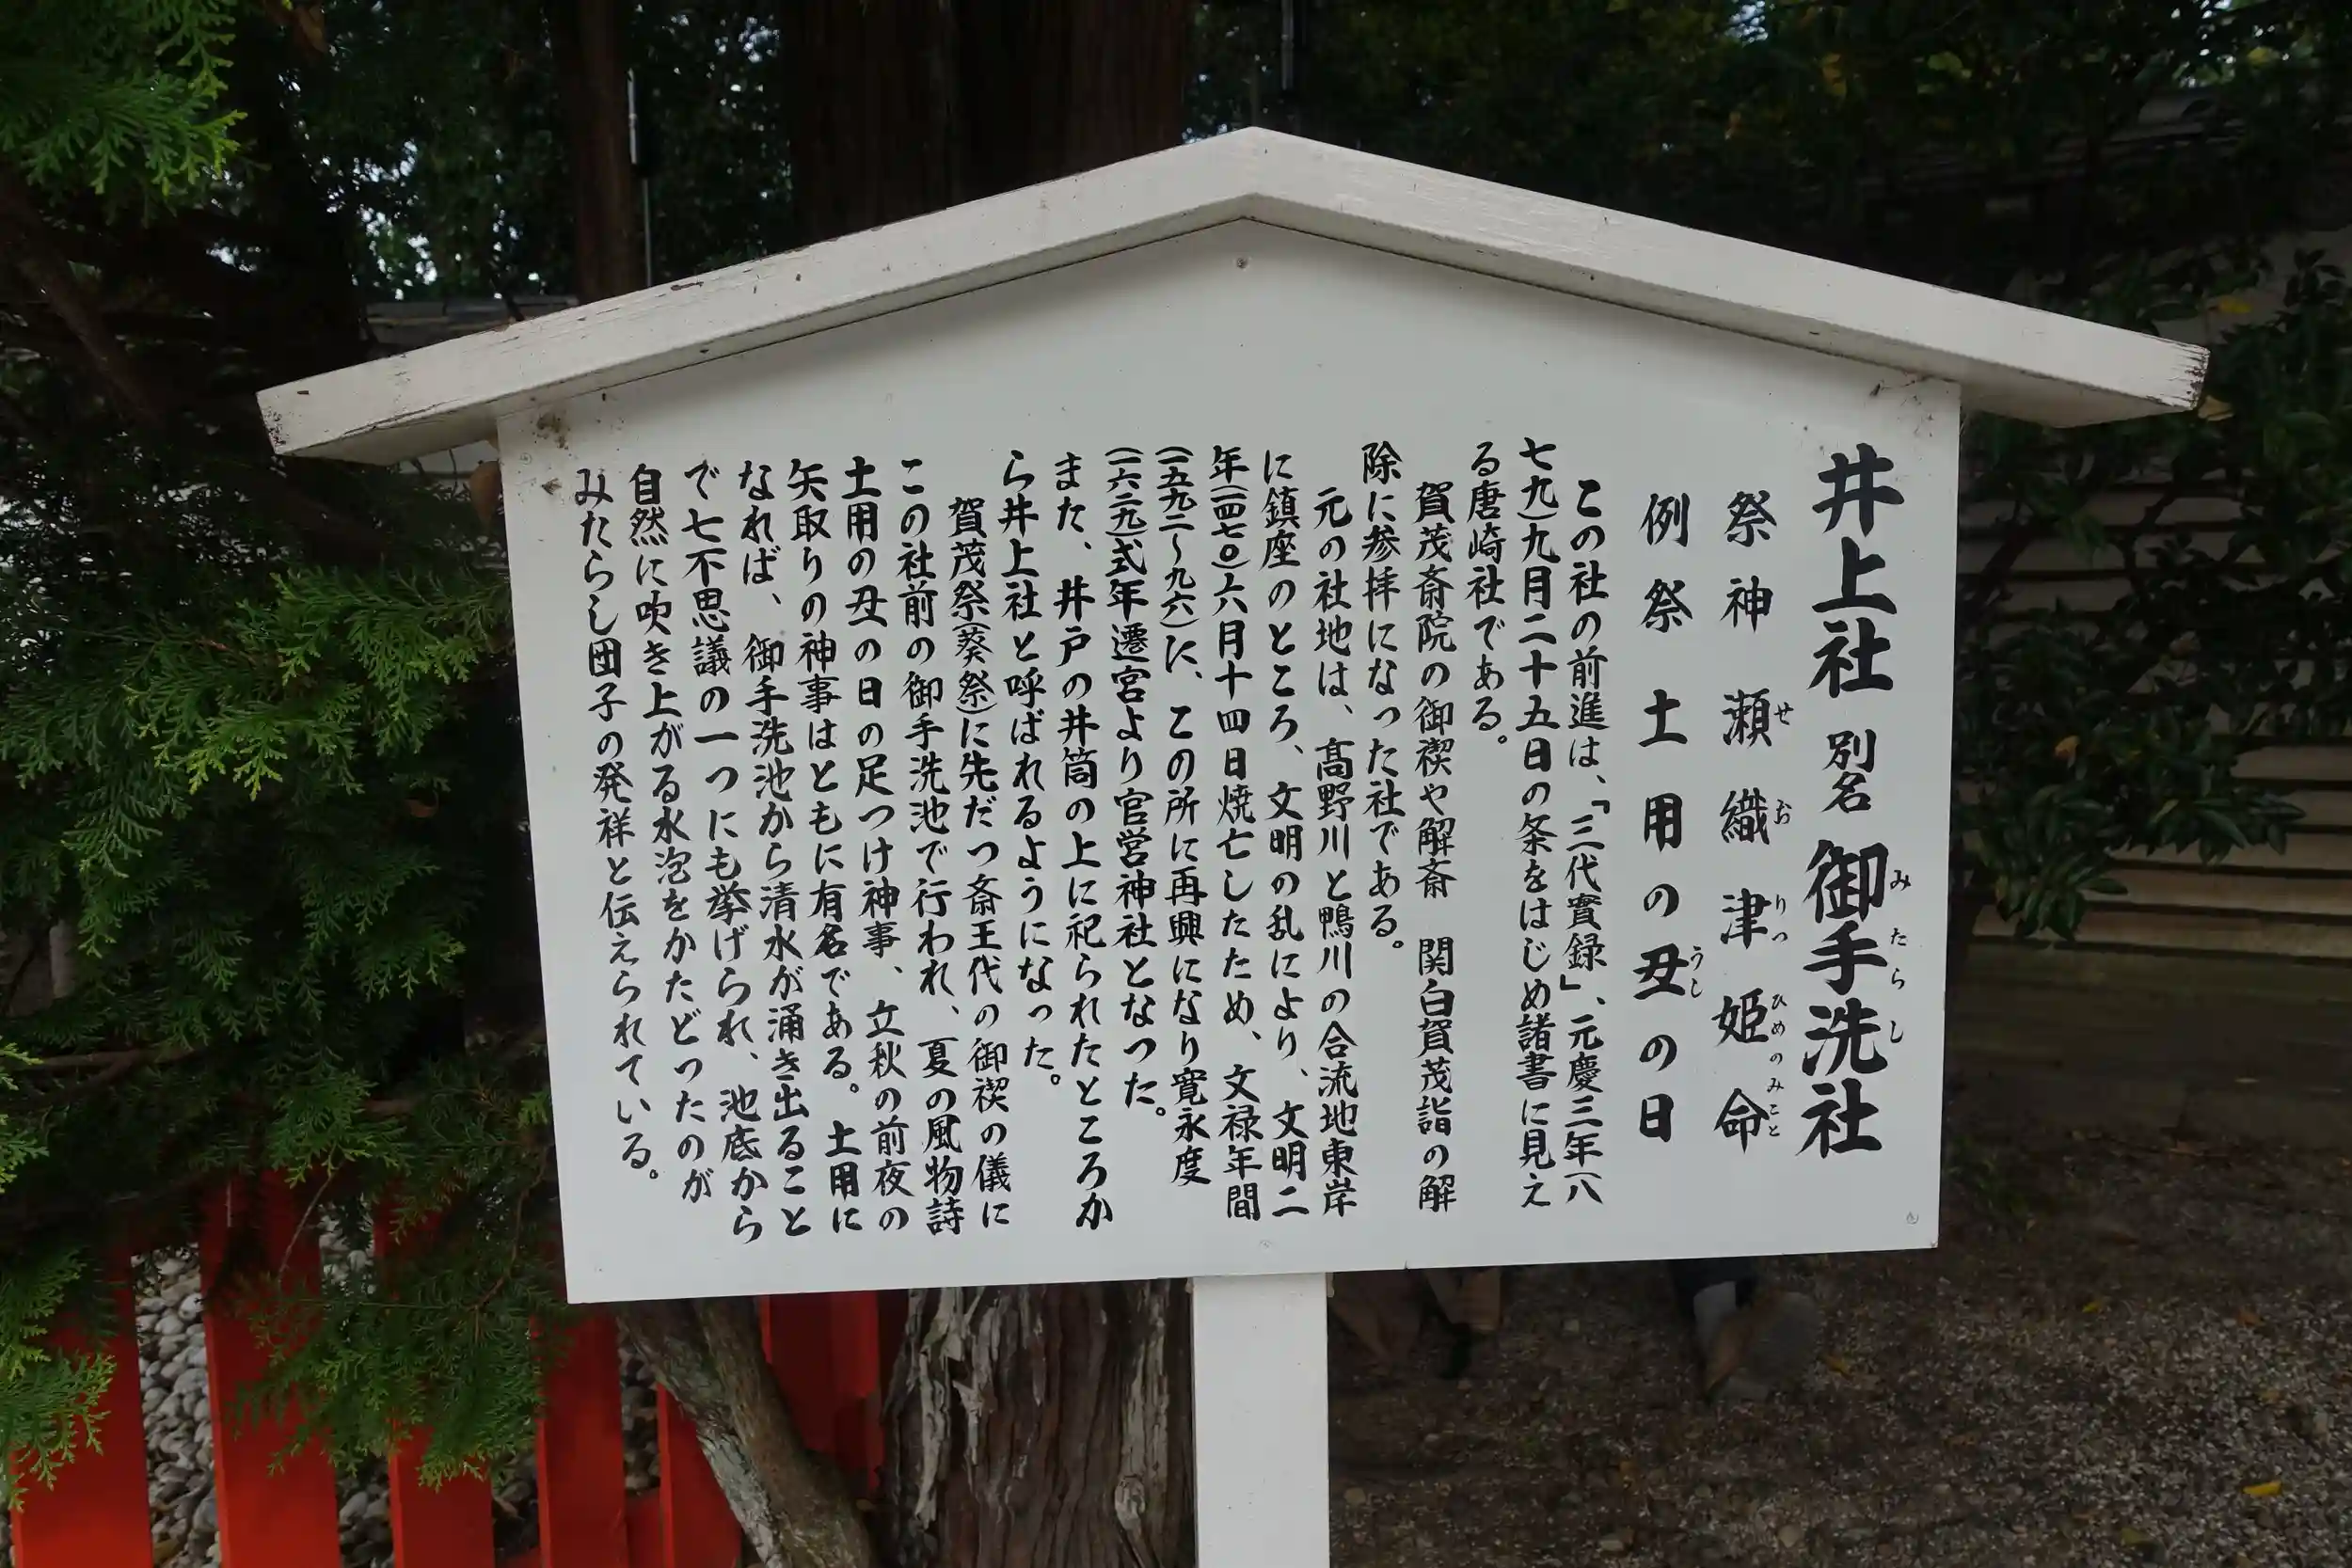 井上社 別名 御手洗社
みたらし
祭神 瀬織津姫命
せおりつひめのみこと
例祭 土用の丑の日
うし
この社の前進は、「三代實録」、元慶三年(八
七九)九月二十五日の条をはじめ諸書に見え
る唐崎社である。
賀茂斎院の御禊や解斎 関白賀茂詣の解
除に参拝になった社である。
元の社地は、髙野川と鴨川の合流地東岸
に鎮座のところ、文明の乱により、文明二
年(一四七〇)六月十四日焼亡したため、文禄年間
(一五九二〜九六)に、この所に再興になり寛永度
(一六二九)式年遷宮より官営神社となった。
また、井戸の井筒の上に祀られたところか
ら井上社と呼ばれるようになった。
賀茂祭(葵祭)に先だつ斎王代の御禊の儀に
この社前の御手洗池で行われ、夏の風物詩
土用の丑の日の足つけ神事、立秋の前夜の
矢取りの神事はともに有名である。土用に
なれば、御手洗池から清水が涌き出ること
で七不思議の一つにも挙げられ、池底から
自然に吹き上がる水泡をかたどったのが
みたらし団子の発祥と伝えられている。